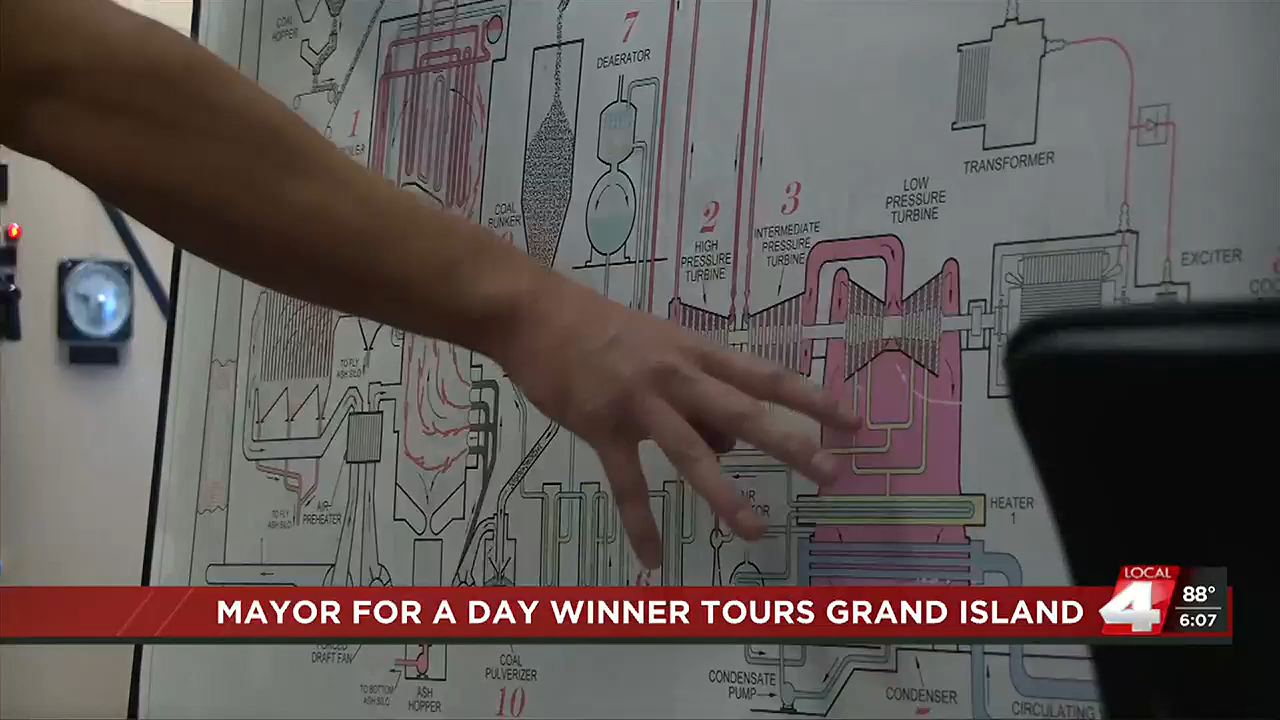 COAL
HOPPER
7
DEAERATOR
1
TRANSFORMER
COAL
BUNKER
2
HIGH
PRESSURE
TURBINE
3
INTERMEDIATE
PRESSURE
TURBINE
LOW
PRESSURE
TURBINE
EXCITER
TO FLY
ASH SILO
TO FLY
ASH SILO
AIR
PREHEATER
HEATER
1
MAYOR FOR A DAY WINNER TOURS GRAND ISLAND
LOCAL
4
88°
6:07
DRAFT FAN
TO BOTTOM
ASH SILO
ASH
HOPPER
COAL
PULVERIZER
10
CONDENSATE
PUMP
CONDENSER
CIRCULATING